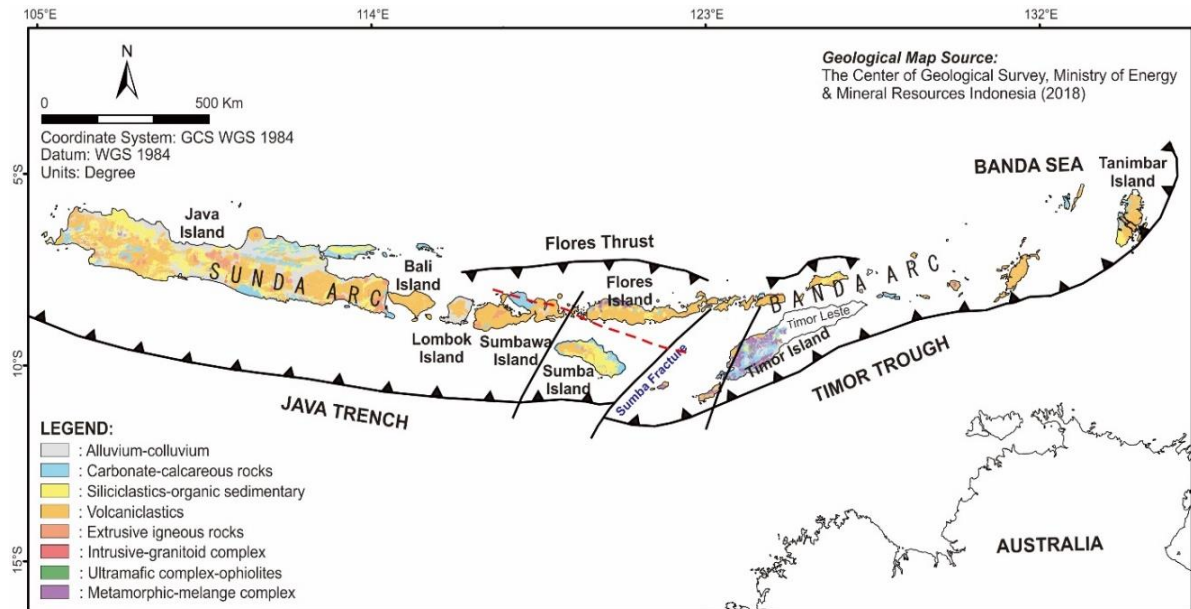 105°E
114°E
123°E
132°E
N
0 500 Km
Coordinate System: GCS WGS 1984
Datum: WGS 1984
Units: Degree
Geological Map Source:
The Center of Geological Survey, Ministry of Energy
& Mineral Resources Indonesia (2018)
5°S
10°S
15°S
BANDA SEA
Tanimbar
Island
Java
Island
SUNDA ARC
Bali
Island
Flores Thrust
Flores
Island
BANDA ARC
Lombok
Island
Sumbawa
Island
Sumba
Island
Sumba Fracture
Timor Leste
Timor Island
TIMOR TROUGH
JAVA TRENCH
LEGEND:
: Alluvium-colluvium
: Carbonate-calcareous rocks
: Siliciclastics-organic sedimentary
: Volcaniclastics
: Extrusive igneous rocks
: Intrusive-granitoid complex
: Ultramafic complex-ophiolites
: Metamorphic-melange complex
AUSTRALIA